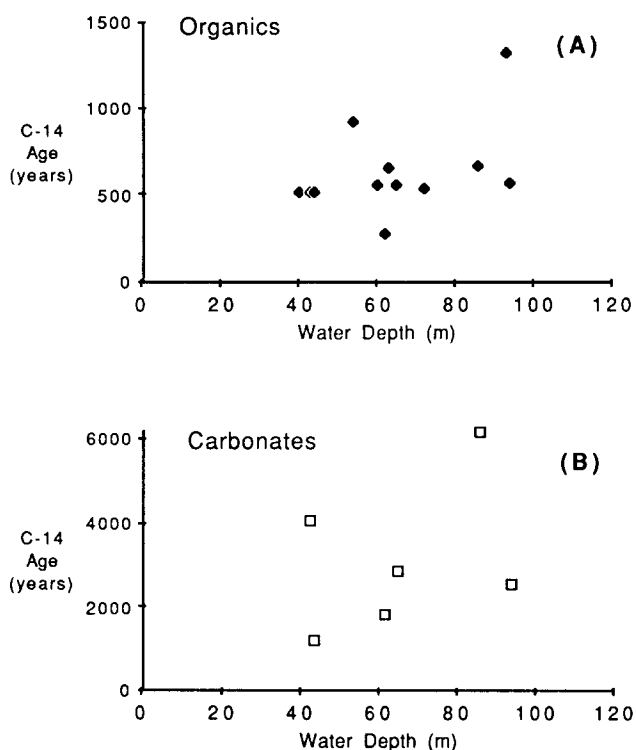 Organics
(A)
C-14
Age
(years)
1500
1000
500
0
0 20 40 60 80 100 120
Water Depth (m)
Carbonates
(B)
C-14
Age
(years)
6000
4000
2000
0
0 20 40 60 80 100 120
Water Depth (m)